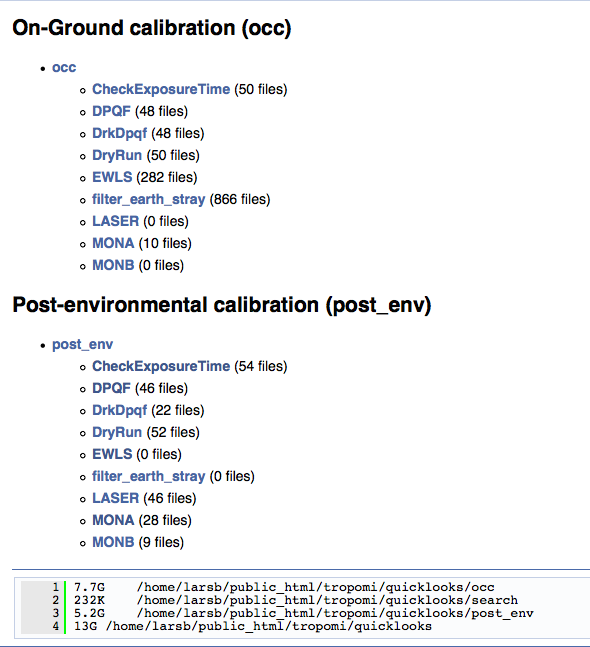 On-Ground calibration (occ)
occ
CheckExposureTime (50 files)
DPQF (48 files)
DrkDpqf (48 files)
DryRun (50 files)
EWLS (282 files)
filter_earth_stray (866 files)
LASER (0 files)
MONA (10 files)
MONB (0 files)
Post-environmental calibration (post_env)
post_env
CheckExposureTime (54 files)
DPQF (46 files)
DrkDpqf (22 files)
DryRun (52 files)
EWLS (0 files)
filter_earth_stray (0 files)
LASER (46 files)
MONA (28 files)
MONB (9 files)
1 7.7G /home/larsb/public_html/tropomi/quicklooks/occ
2 232K /home/larsb/public_html/tropomi/quicklooks/search
3 5.2G /home/larsb/public_html/tropomi/quicklooks/post_env
4 13G /home/larsb/public_html/tropomi/quicklooks